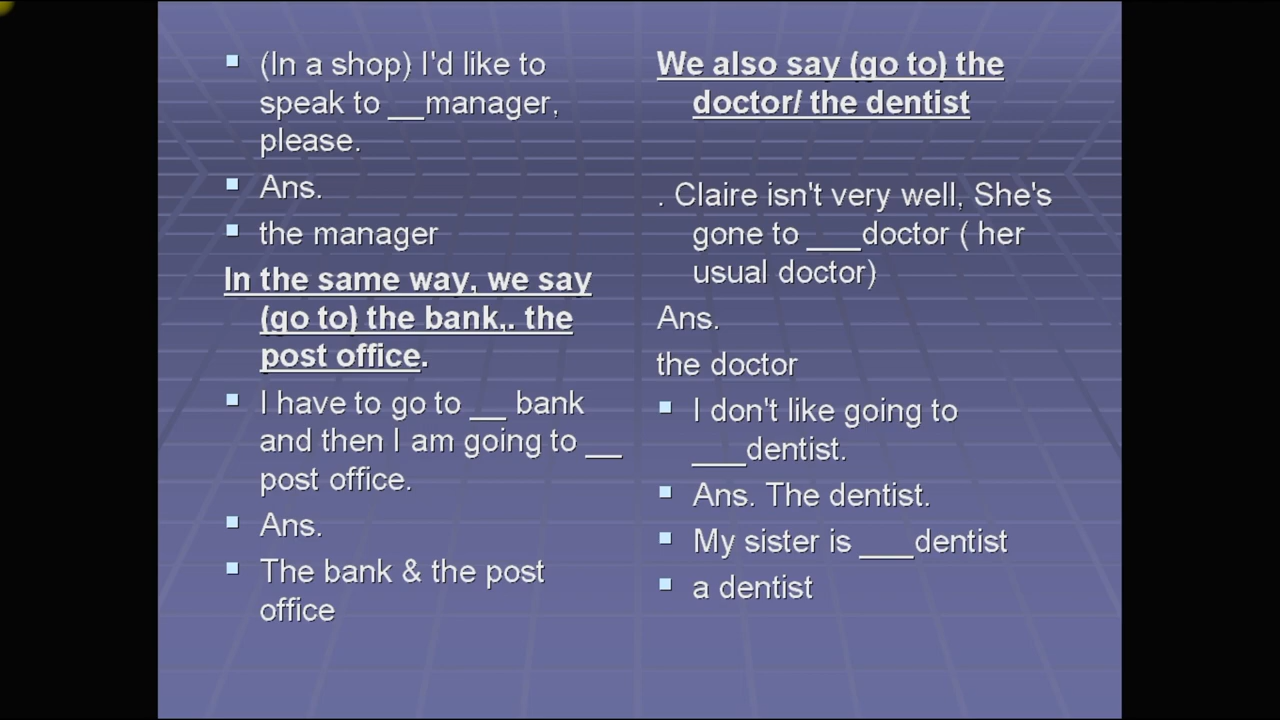 (In a shop) I'd like to
speak to __manager,
please.
Ans.
the manager
In the same way, we say
(go to) the bank,. the
post office.
I have to go to __ bank
and then I am going to __
post office.
Ans.
The bank & the post
office
We also say (go to) the
doctor/ the dentist
. Claire isn't very well, She's
gone to ___doctor ( her
usual doctor)
Ans.
the doctor
I don't like going to
___dentist.
Ans. The dentist.
My sister is ___dentist
a dentist